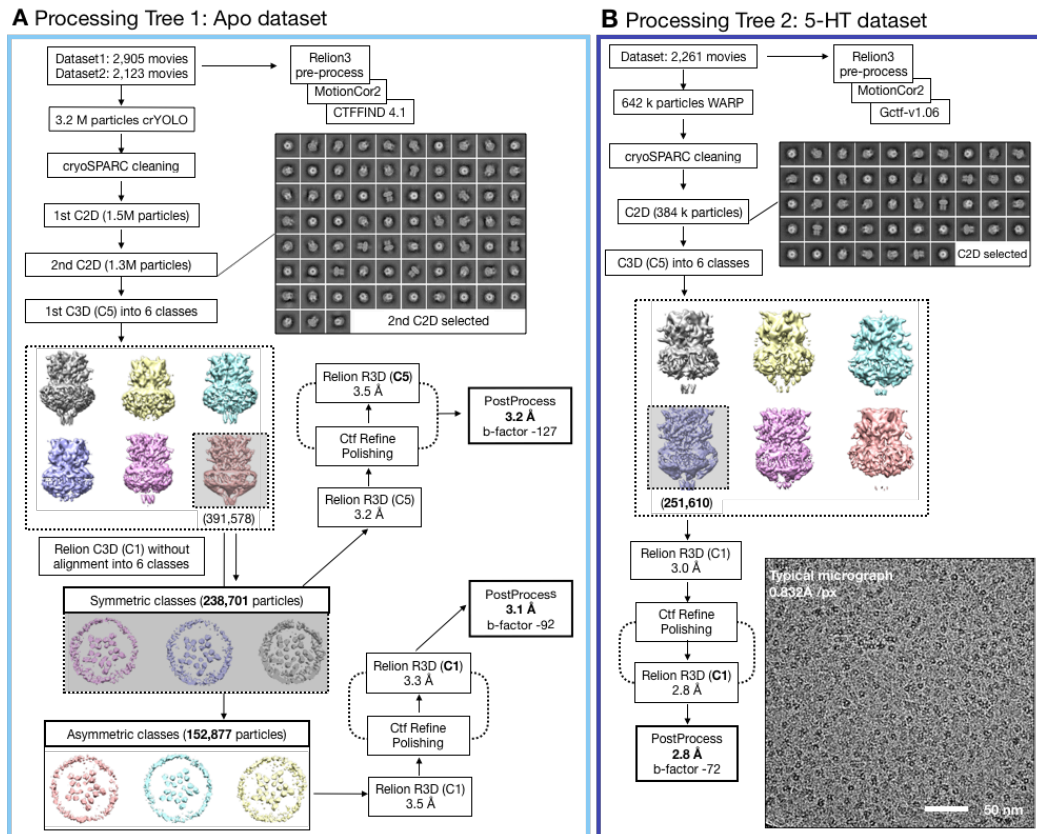 A Processing Tree 1: Apo dataset
Dataset1: 2,905 movies
Dataset2: 2,123 movies
Relion3
pre-process
MotionCor2
CTFFIND 4.1
3.2 M particles crYOLO
cryoSPARC cleaning
1st C2D (1.5M particles)
2nd C2D (1.3M particles)
2nd C2D selected
1st C3D (C5) into 6 classes
(391,578)
Relion C3D (C1) without
alignment into 6 classes
Symmetric classes (238,701 particles)
Relion R3D (C5)
3.5 Å
Ctf Refine
Polishing
Relion R3D (C5)
3.2 Å
PostProcess
3.2 Å
b-factor -127
Asymmetric classes (152,877 particles)
PostProcess
3.1 Å
b-factor -92
Relion R3D (C1)
3.3 Å
Ctf Refine
Polishing
Relion R3D (C1)
3.5 Å
B Processing Tree 2: 5-HT dataset
Dataset: 2,261 movies
Relion3
pre-process
MotionCor2
Gctf-v1.06
642 k particles WARP
cryoSPARC cleaning
C2D (384 k particles)
C2D selected
C3D (C5) into 6 classes
(251,610)
Relion R3D (C1)
3.0 Å
Ctf Refine
Polishing
Relion R3D (C1)
2.8 Å
PostProcess
2.8 Å
b-factor -72
Typical micrograph
0.832Å /px
50 nm